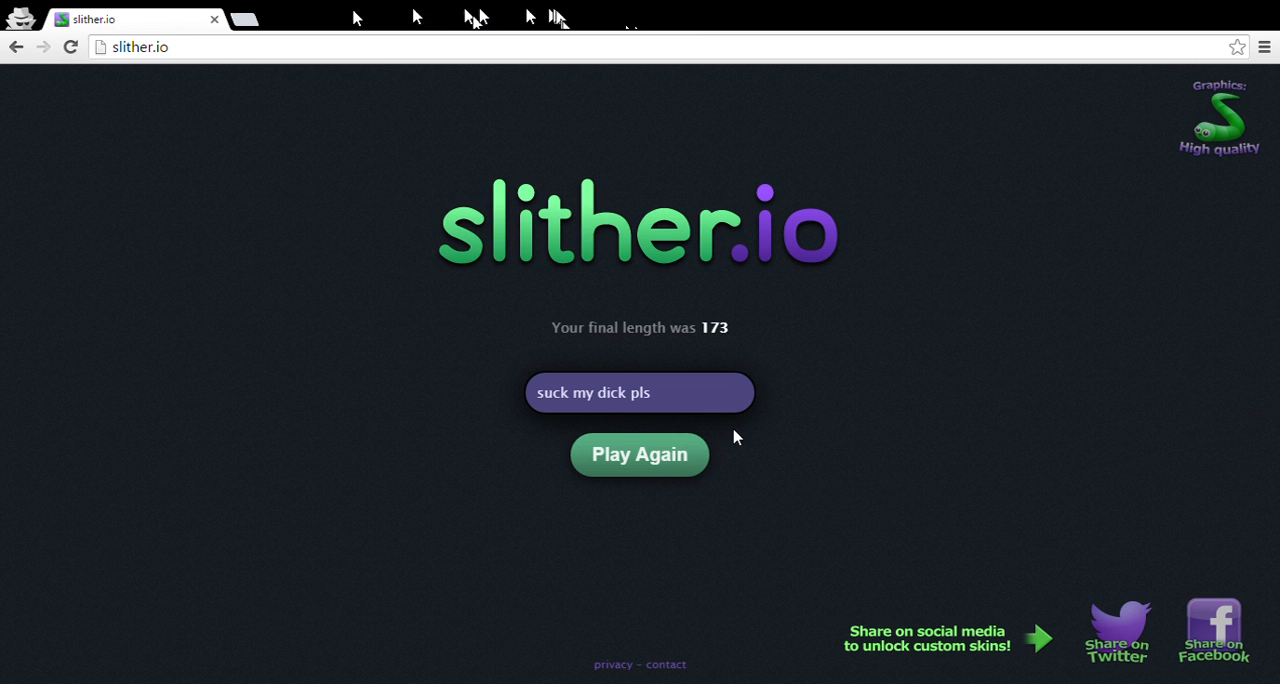 slither.io
slither.io
Graphics:
High quality
slither.io
Your final length was 173
suck my dick pls
Play Again
Share on social media
to unlock custom skins!
Share on
Twitter
f
Share on
Facebook
privacy - contact